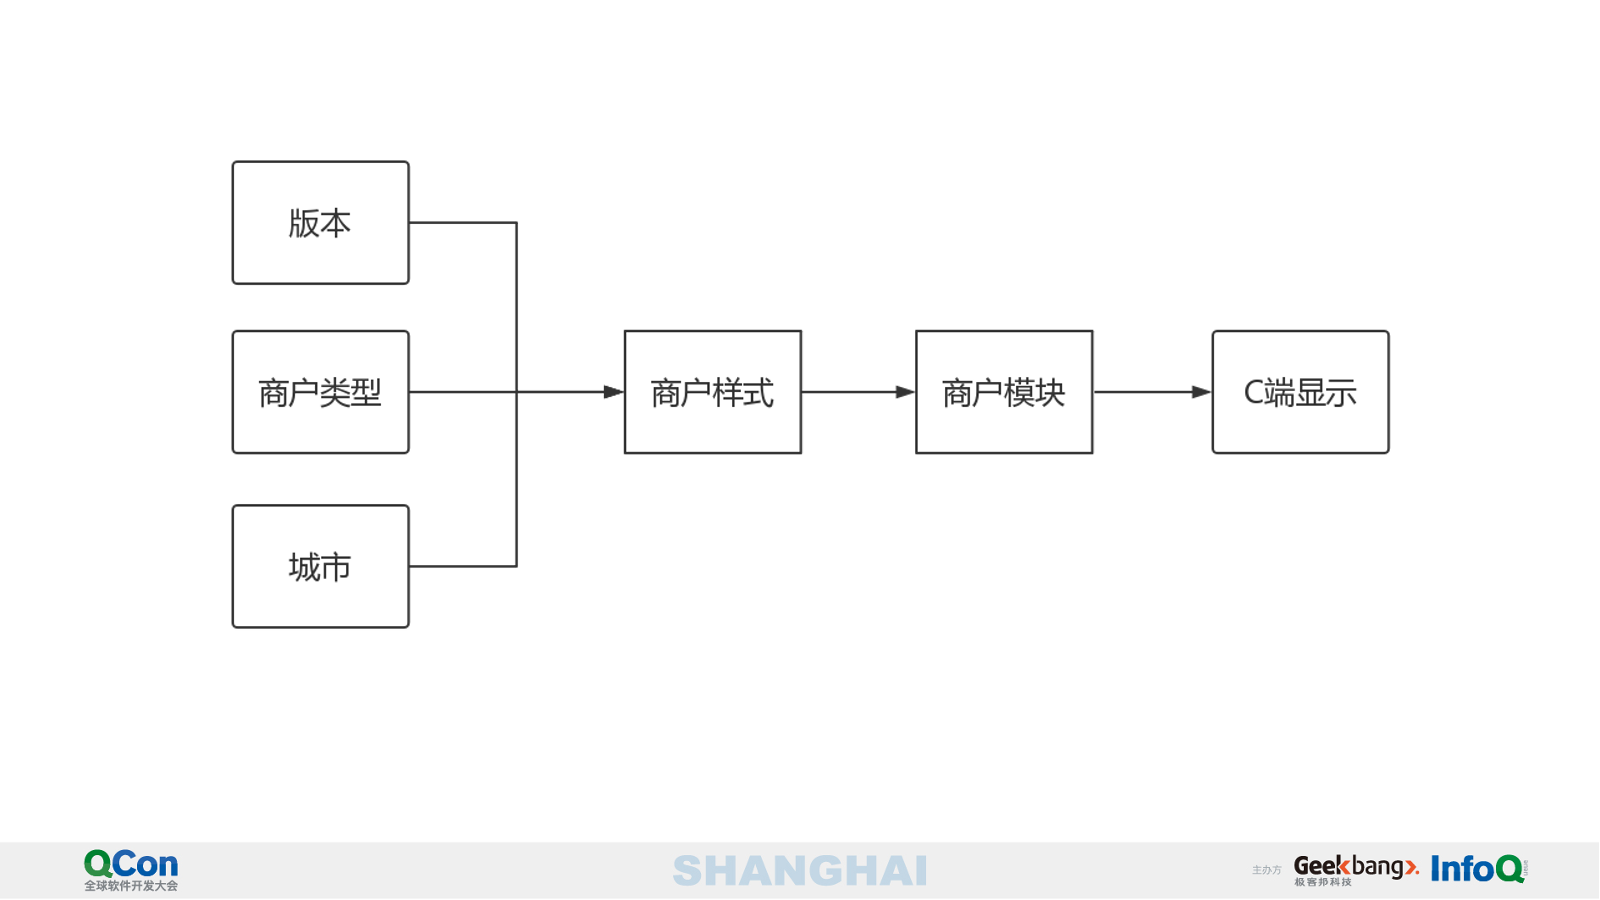 版本
商户类型
城市
商户样式
商户模块
C端显示
QCon
全球软件开发大会
SHANGHAI
主办方
Geekbang
极客邦科技
InfoQ